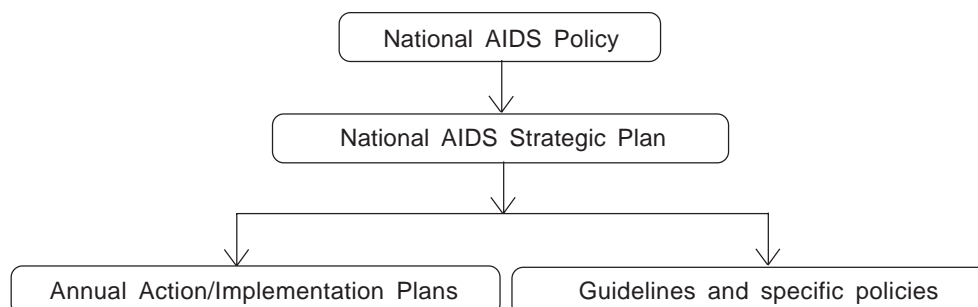 National AIDS Policy
National AIDS Strategic Plan
Annual Action/Implementation Plans
Guidelines and specific policies